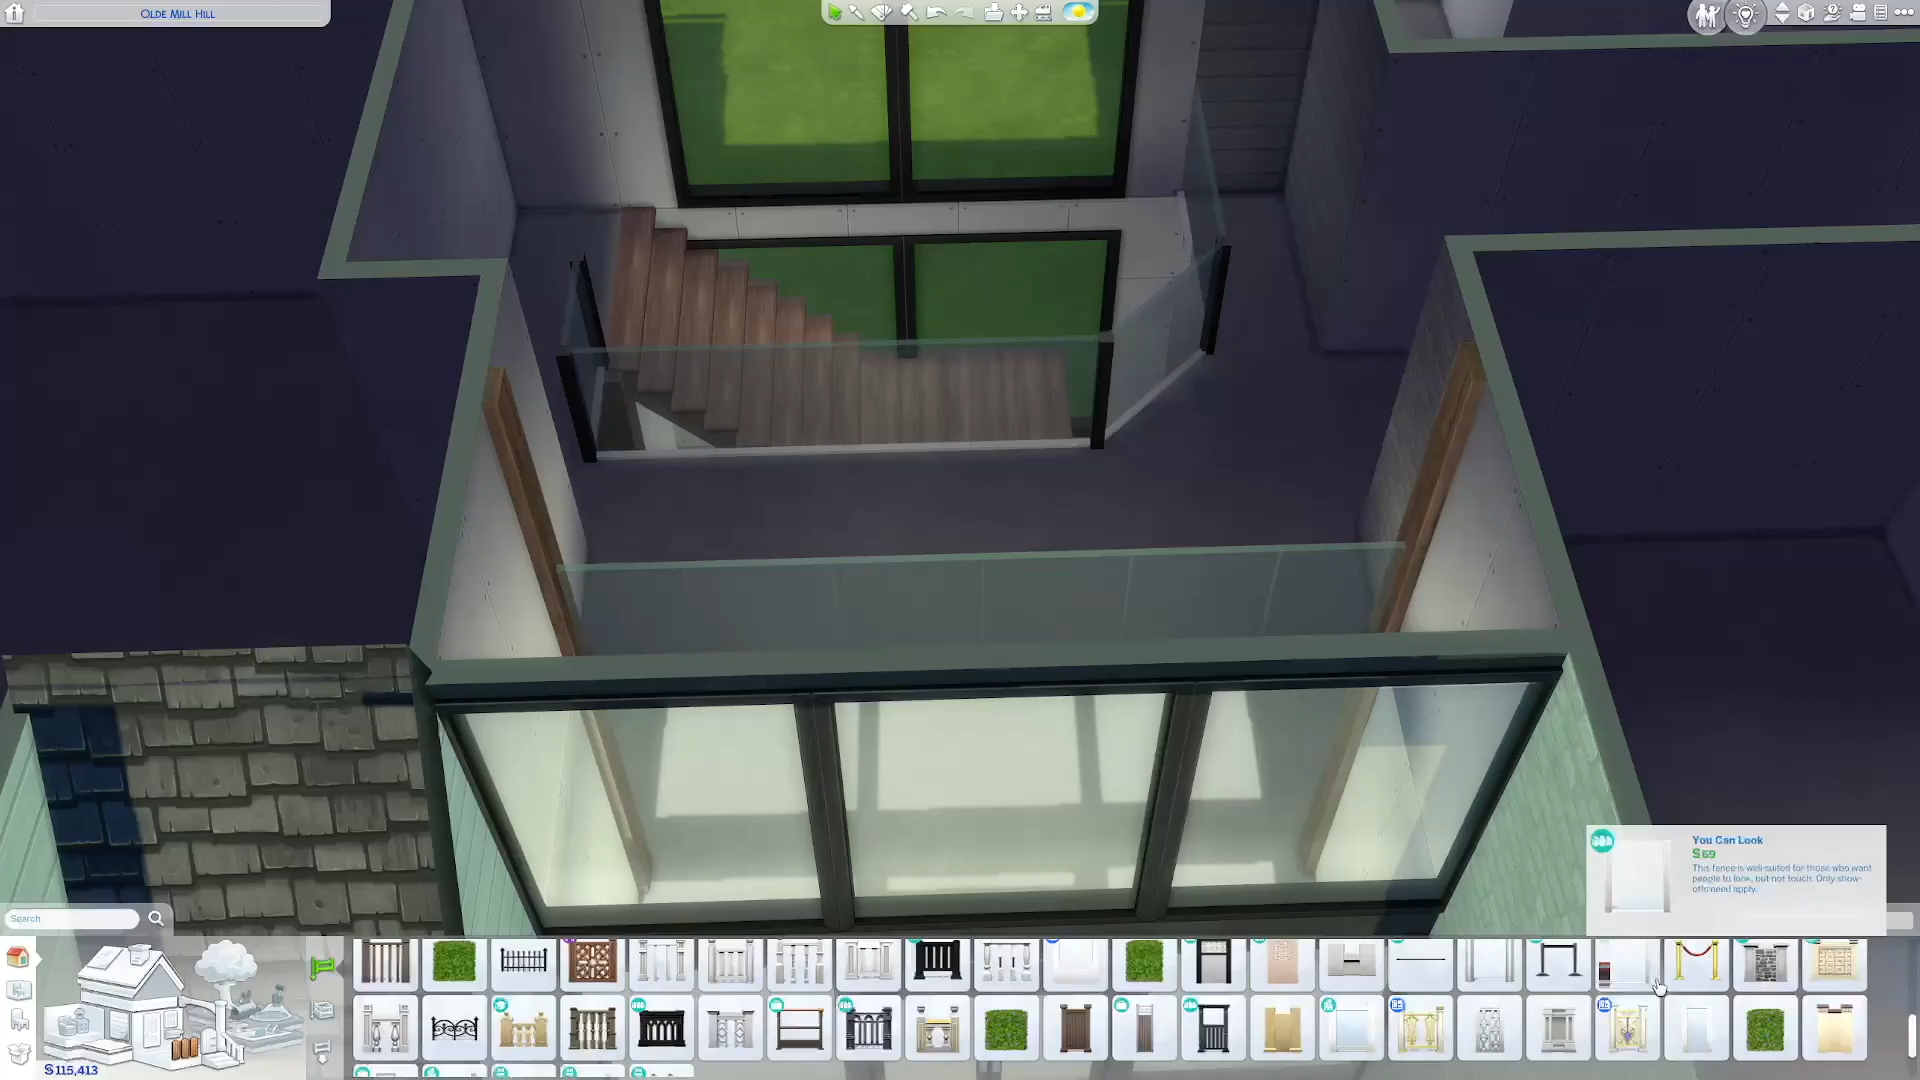 Olde Mill Hill
You Can Look
$69
This fence is well-suited for those who want
people to look, but not touch. Only show-
offs need apply.
Search
$115,413